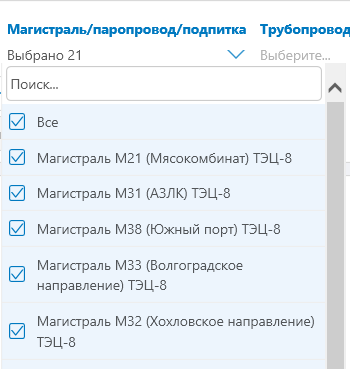 Магистраль/паропровод/подпитка Трубопровод
Выбрано 21 Выберите...
Поиск...
Все
Магистраль М21 (Мясокомбинат) ТЭЦ-8
Магистраль М31 (АЗЛК) ТЭЦ-8
Магистраль М38 (Южный порт) ТЭЦ-8
Магистраль М33 (Волгоградское
направление) ТЭЦ-8
Магистраль М32 (Хохловское направление)
ТЭЦ-8